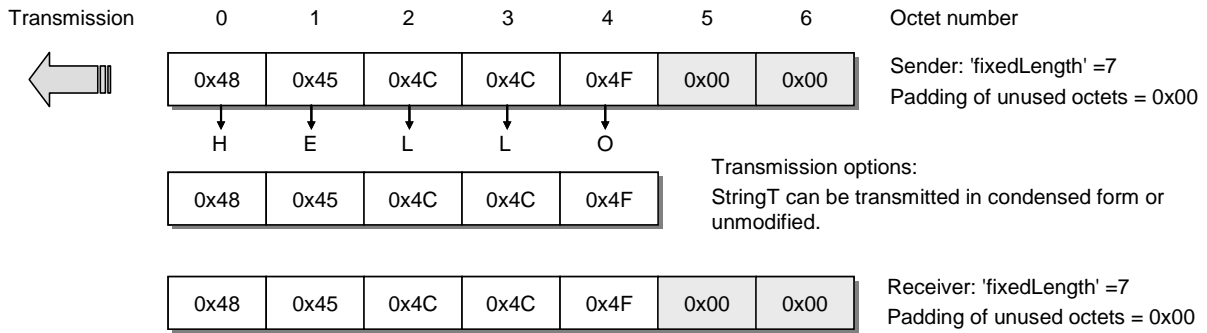 Transmission 0 1 2 3 4 5 6 Octet number
0x48 0x45 0x4C 0x4C 0x4F 0x00 0x00
Sender: 'fixedLength' =7
Padding of unused octets = 0x00
H E L L O
Transmission options:
0x48 0x45 0x4C 0x4C 0x4F
StringT can be transmitted in condensed form or
unmodified.
0x48 0x45 0x4C 0x4C 0x4F 0x00 0x00
Receiver: 'fixedLength' =7
Padding of unused octets = 0x00